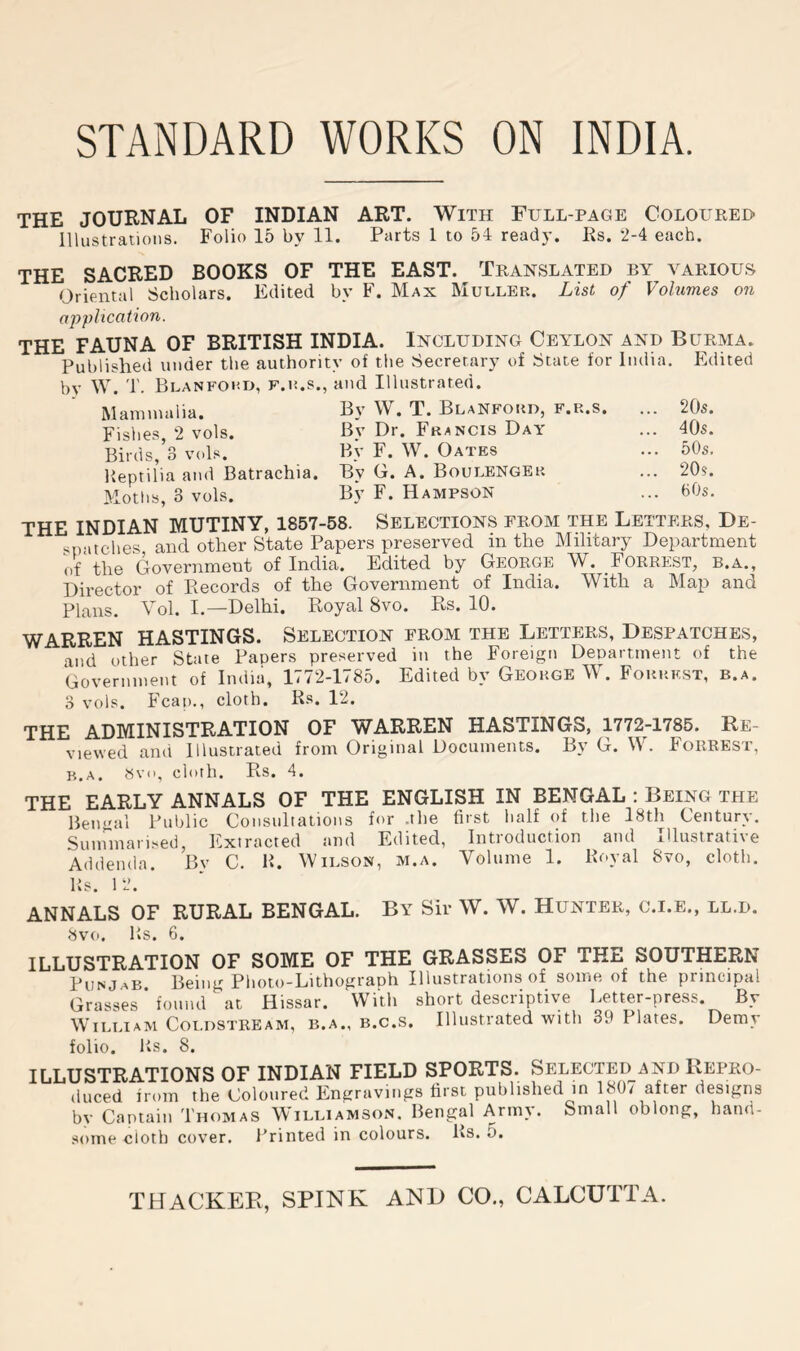 STANDARD WORKS ON INDIA.
THE JOURNAL OF INDIAN ART. WITH FULL-PAGE COLOURED
Illustrations. Folio 15 by 11. Parts 1 to 54 ready. Rs. 2-4 each.
THE SACRED BOOKS OF THE EAST. TRANSLATED BY VARIOUS
Oriental Scholars. Edited by F. MAX MULLER. List of Volumes on
application.
THE FAUNA OF BRITISH INDIA. INCLUDING CEYLON AND BURMA.
Published under the authority of the Secretary of State for India. Edited
by W. T. BLANFORD, F.R.S., and Illustrated.
Mammalia. By W. T. BLANFORD, F.R.S. ... 20s.
Fishes, 2 vols. By Dr. FRANCIS DAY ... 40s.
Birds, 3 vols. By F. W. OATES ... 50s.
Reptilia and Batrachia. By G. A. BOULENGER ... 20s.
Moths, 3 vols. By F. HAMPSON ... 60s.
THE INDIAN MUTINY, 1857-58. SELECTIONS FROM THE LETTERS, DE-
spatches, and other State Papers preserved in the Military Department
of the Government of India. Edited by GEORGE W. FORREST, B.A.,
Director of Records of the Government of India. With a Map and
Plans. Vol. I.—Delhi. Royal 8vo. Rs. 10.
WARREN HASTINGS. SELECTION FROM THE LETTERS, DESPATCHES,
and other State Papers preserved in the Foreign Department of the
Government of India, 1772-1785. Edited by GEORGE W. FORREST, B.A.
3 vols. Fcap., cloth. Rs. 12.
THE ADMINISTRATION OF WARREN HASTINGS, 1772-1785. RE-
viewed and Illustrated from Original Documents. By G. W. FORREST,
B.A. 8vo, cloth. Rs. 4.
THE EARLY ANNALS OF THE ENGLISH IN BENGAL : BEING THE
Bengal Public Consultations for the first half of the 18th Century.
Summarised, Extracted and Edited, Introduction and Illustrative
Addenda. By C. R. WILSON, M.A. Volume 1. Royal 8vo, cloth.
Rs. 12.
ANNALS OF RURAL BENGAL. BY Sir W. W. HUNTER, C.I.E., LL.D.
8vo. Rs. 6.
ILLUSTRATION OF SOME OF THE GRASSES OF THE SOUTHERN
PUNJAB. Being Photo-Lithograph Illustrations of some of the principal
Grasses found at Hissar. With short descriptive Letter-press. By
WILLIAM COLDSTREAM, B.A., B.C.S. Illustrated with 39 Plates. Demy
folio. Rs. 8.
ILLUSTRATIONS OF INDIAN FIELD SPORTS. SELECTED AND REPRO-
duced from the Coloured Engravings first published in 1807 after designs
by Captain THOMAS WILLIAMSON, Bengal Army. Small oblong, hand-
some cloth cover. Printed in colours. Rs. 5.
THACKER, SPINK AND CO., CALCUTTA.